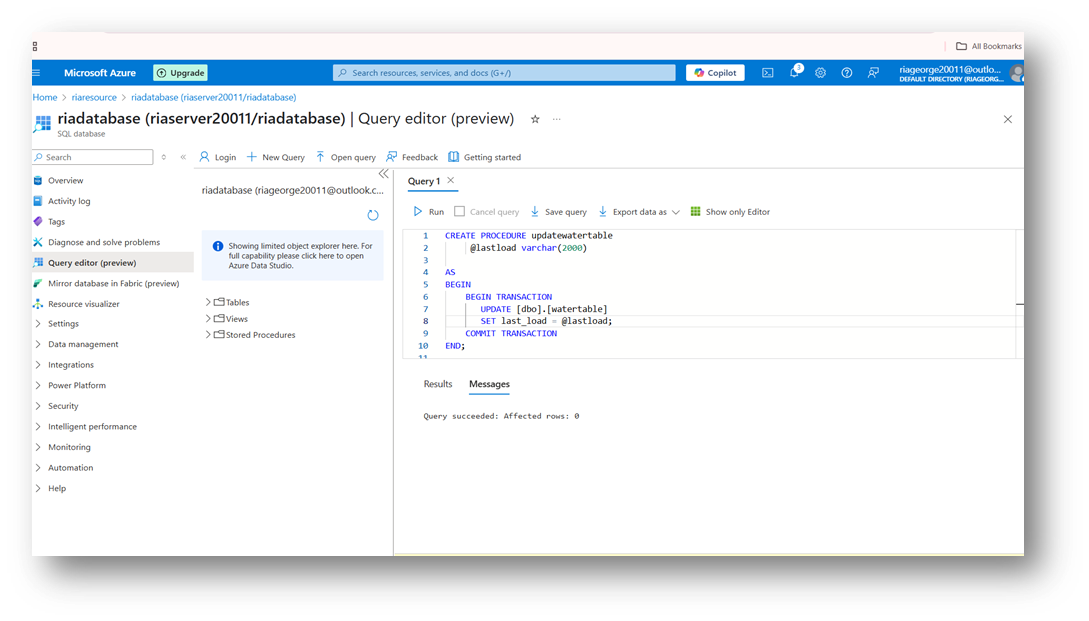 All Bookmarks
Microsoft Azure
Upgrade
Search resources, services, and docs (G+/)
Copilot
3
riageorge20011@outlo...
DEFAULT DIRECTORY (RIAGEORG...
Home > riaresource > riadatabase (riaserver20011/riadatabase)
riadatabase (riaserver20011/riadatabase) | Query editor (preview)
SQL database
Search
Login
New Query
Open query
Feedback
Getting started
Overview
Activity log
Tags
Diagnose and solve problems
Query editor (preview)
Mirror database in Fabric (preview)
Resource visualizer
Settings
Data management
Integrations
Power Platform
Security
Intelligent performance
Monitoring
Automation
Help
riadatabase (riageorge20011@outlook.c...
Showing limited object explorer here. For
full capability please click here to open
Azure Data Studio.
Tables
Views
Stored Procedures
Query 1
Run
Cancel query
Save query
Export data as
Show only Editor
1 CREATE PROCEDURE updatewatertable
2 @lastload varchar(2000)
3
4 AS
5 BEGIN
6 BEGIN TRANSACTION
7 UPDATE [dbo].[watertable]
8 SET last_load = @lastload;
9 COMMIT TRANSACTION
10 END;
11
Results
Messages
Query succeeded: Affected rows: 0